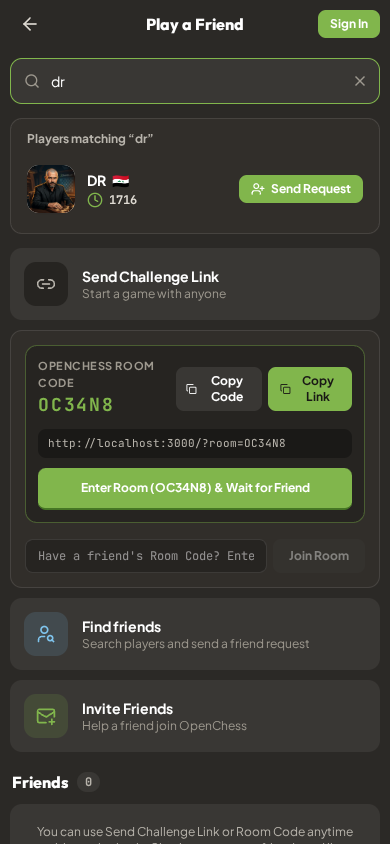 Play a Friend
Sign In
dr
Players matching “dr”
DR
1716
Send Request
Send Challenge Link
Start a game with anyone
OPENCHESS ROOM
CODE
OC34N8
Copy
Code
Copy
Link
http://localhost:3000/?room=OC34N8
Enter Room (OC34N8) & Wait for Friend
Have a friend's Room Code? Ente
Join Room
Find friends
Search players and send a friend request
Invite Friends
Help a friend join OpenChess
Friends
0
You can use Send Challenge Link or Room Code anytime